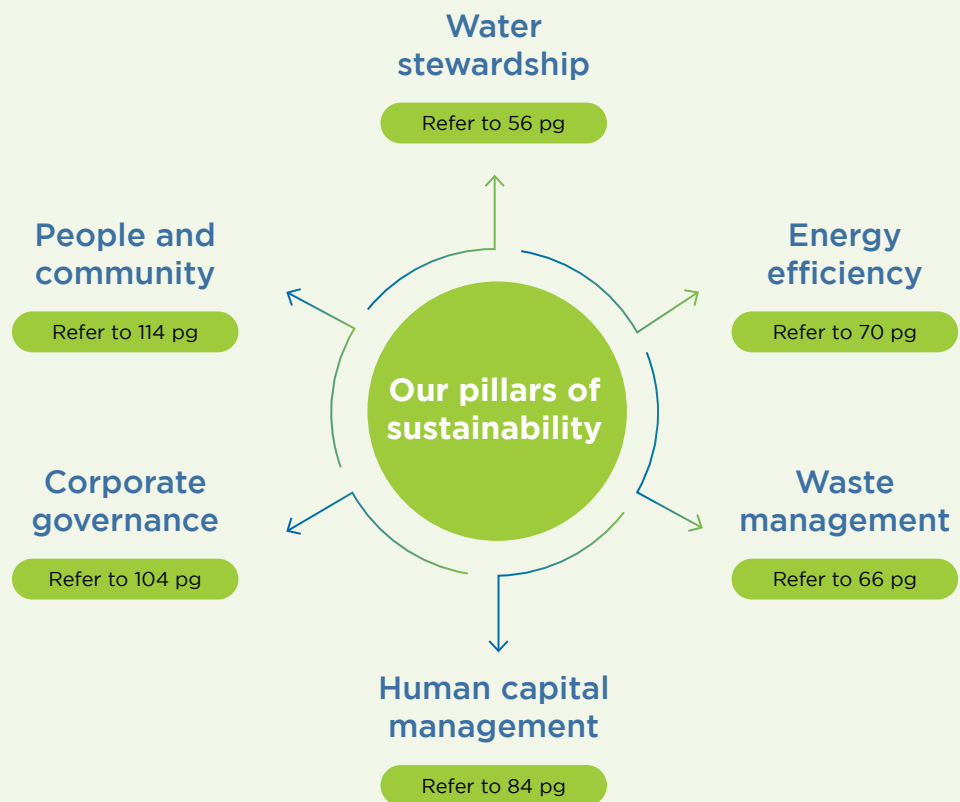 Water
stewardship
Refer to 56 pg
People and
community
Refer to 114 pg
Energy
efficiency
Refer to 70 pg
Our pillars of
sustainability
Corporate
governance
Refer to 104 pg
Waste
management
Refer to 66 pg
Human capital
management
Refer to 84 pg